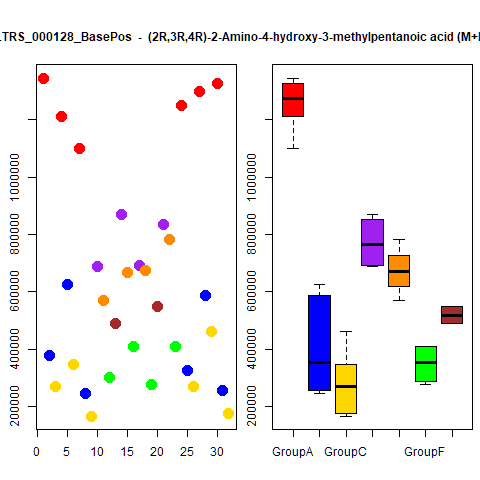 LTRS_000128_BasePos - (2R,3R,4R)-2-Amino-4-hydroxy-3-methylpentanoic acid (M+
200000 400000 600000 800000 1000000
0 5 10 15 20 25 30
200000 400000 600000 800000 1000000
GroupA GroupC GroupF